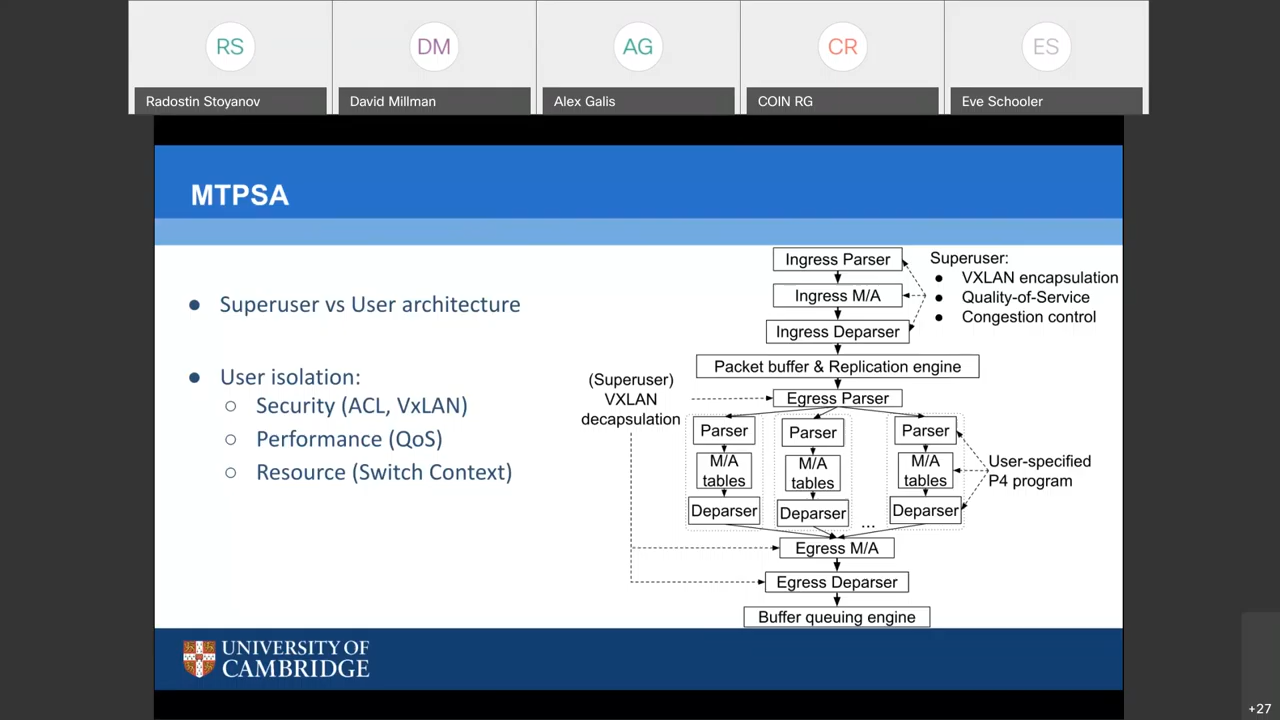 RS
DM
AG
CR
ES
Radostin Stoyanov
David Millman
Alex Galis
COIN RG
Eve Schooler
MTPSA
● Superuser vs User architecture
● User isolation:
○ Security (ACL, VxLAN)
○ Performance (QoS)
○ Resource (Switch Context)
Ingress Parser
Ingress M/A
Ingress Deparser
Superuser:
● VXLAN encapsulation
● Quality-of-Service
● Congestion control
Packet buffer & Replication engine
(Superuser)
VXLAN
decapsulation
Egress Parser
Parser
M/A
tables
Deparser
Parser
M/A
tables
Deparser
...
Parser
M/A
tables
Deparser
User-specified
P4 program
Egress M/A
Egress Deparser
Buffer queuing engine
UNIVERSITY OF
CAMBRIDGE
+27